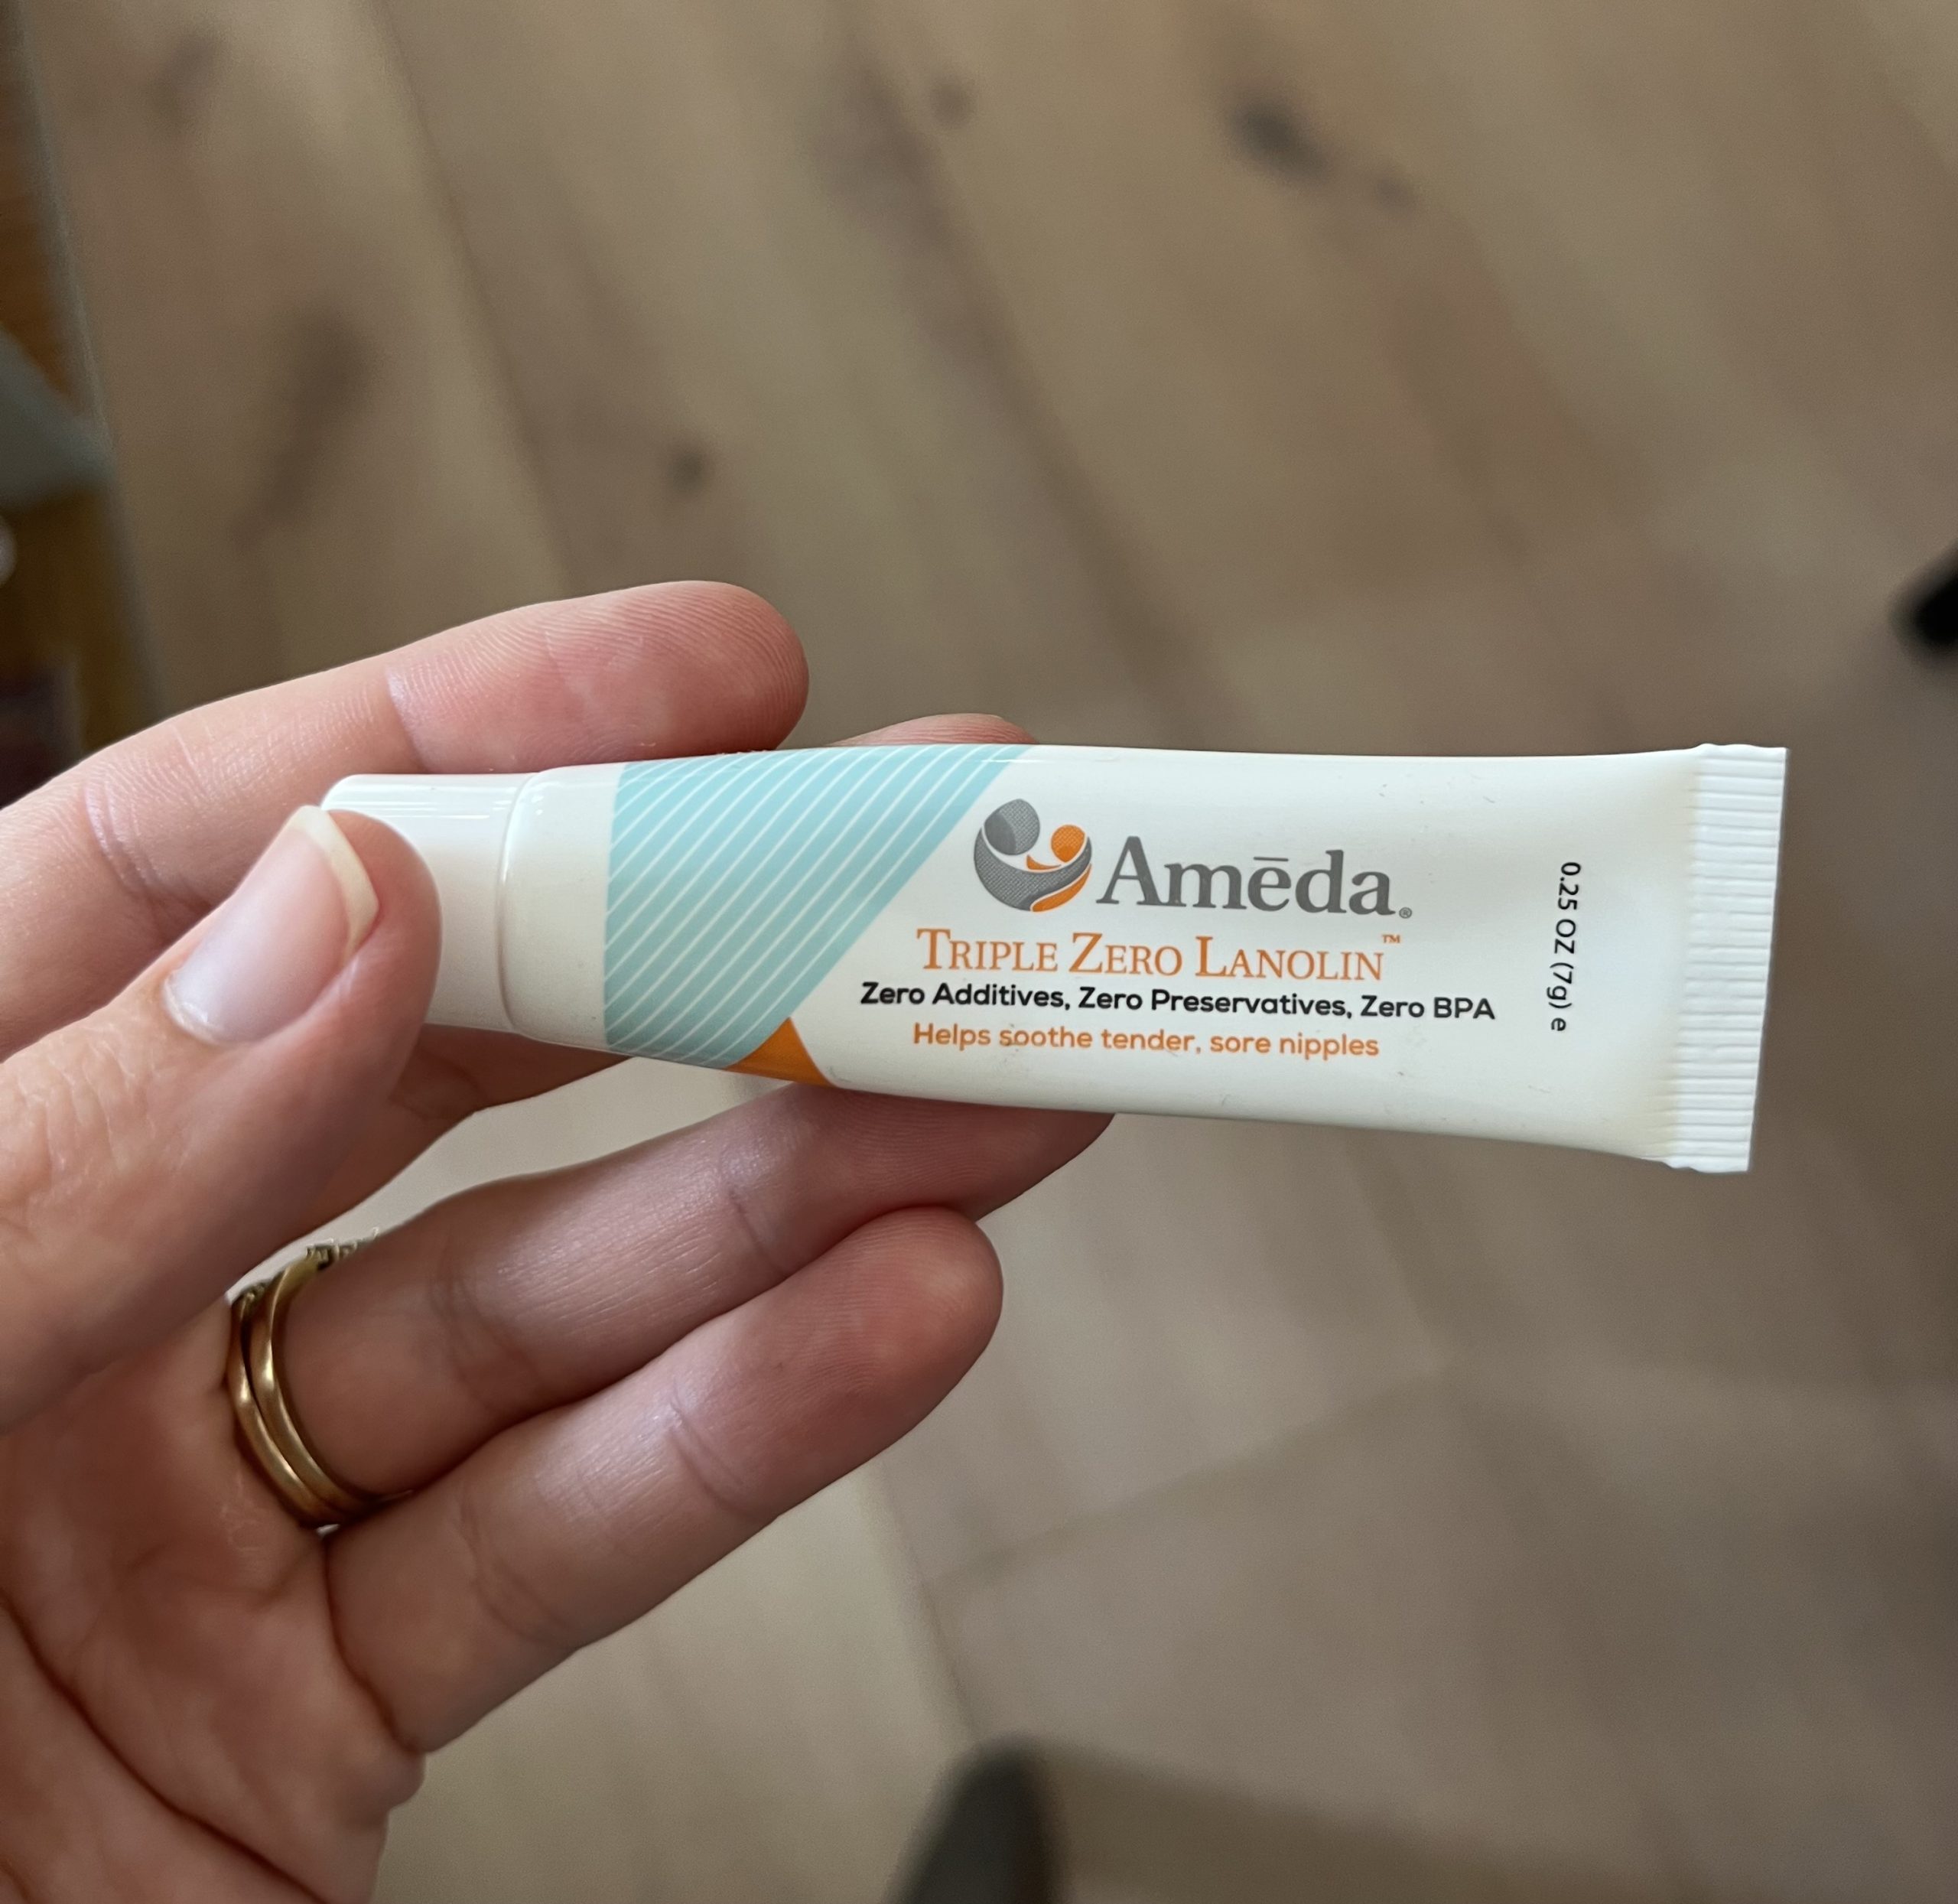 Amēda®
TRIPLE ZERO LANOLIN™
Zero Additives, Zero Preservatives, Zero BPA
Helps soothe tender, sore nipples
0.25 OZ (7g) e